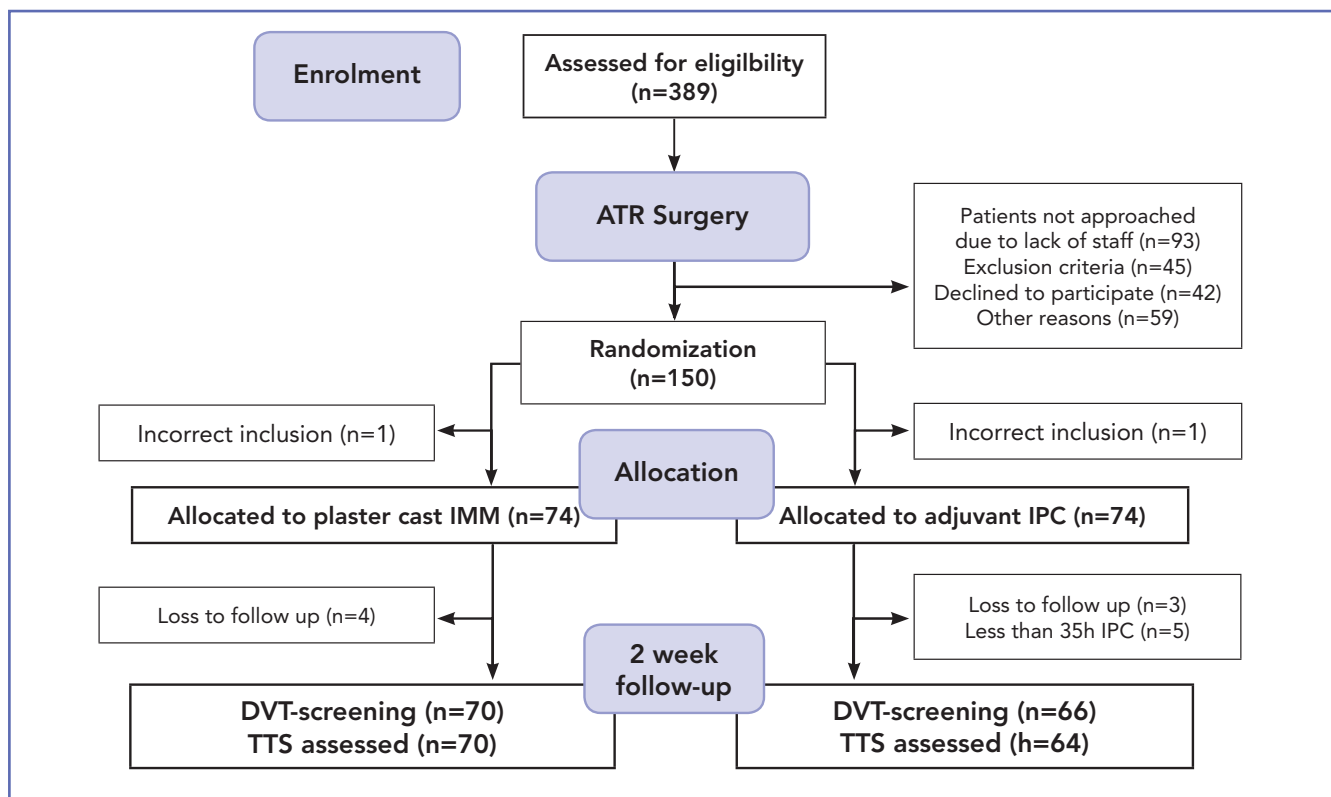 Enrolment
Assessed for eligilbility
(n=389)
ATR Surgery
Patients not approached
due to lack of staff (n=93)
Exclusion criteria (n=45)
Declined to participate (n=42)
Other reasons (n=59)
Randomization
(n=150)
Incorrect inclusion (n=1)
Incorrect inclusion (n=1)
Allocation
Allocated to plaster cast IMM (n=74)
Allocated to adjuvant IPC (n=74)
Loss to follow up (n=4)
Loss to follow up (n=3)
Less than 35h IPC (n=5)
2 week
follow-up
DVT-screening (n=70)
TTS assessed (n=70)
DVT-screening (n=66)
TTS assessed (h=64)